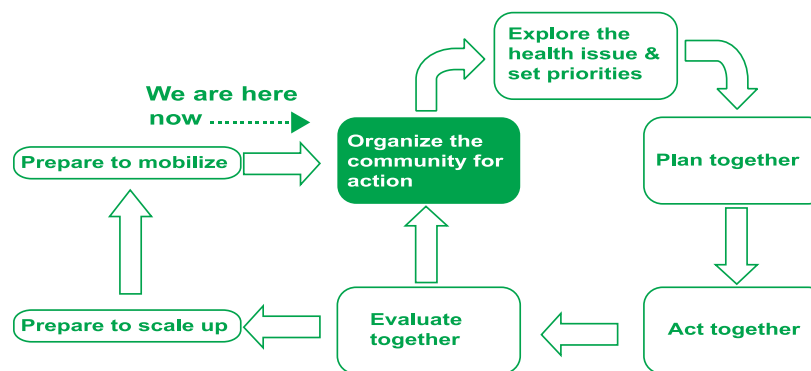 Explore the
health issue &
set priorities
We are here
now
Organize the
community for
action
Prepare to mobilize
Plan together
Prepare to scale up
Evaluate
together
Act together